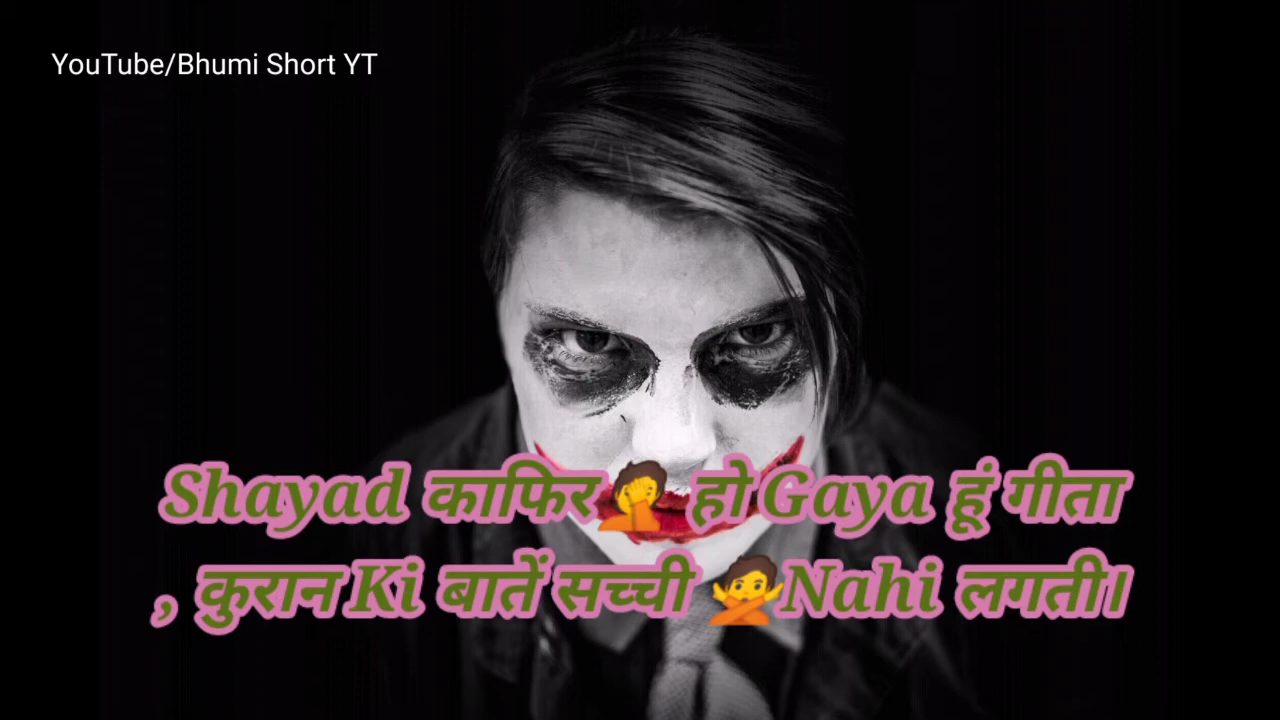 YouTube/Bhumi Short YT
Shayad काफिर🤦 हो Gaya हूं गीता
, कुरान Ki बातें सच्ची 🙅Nahi लगती।